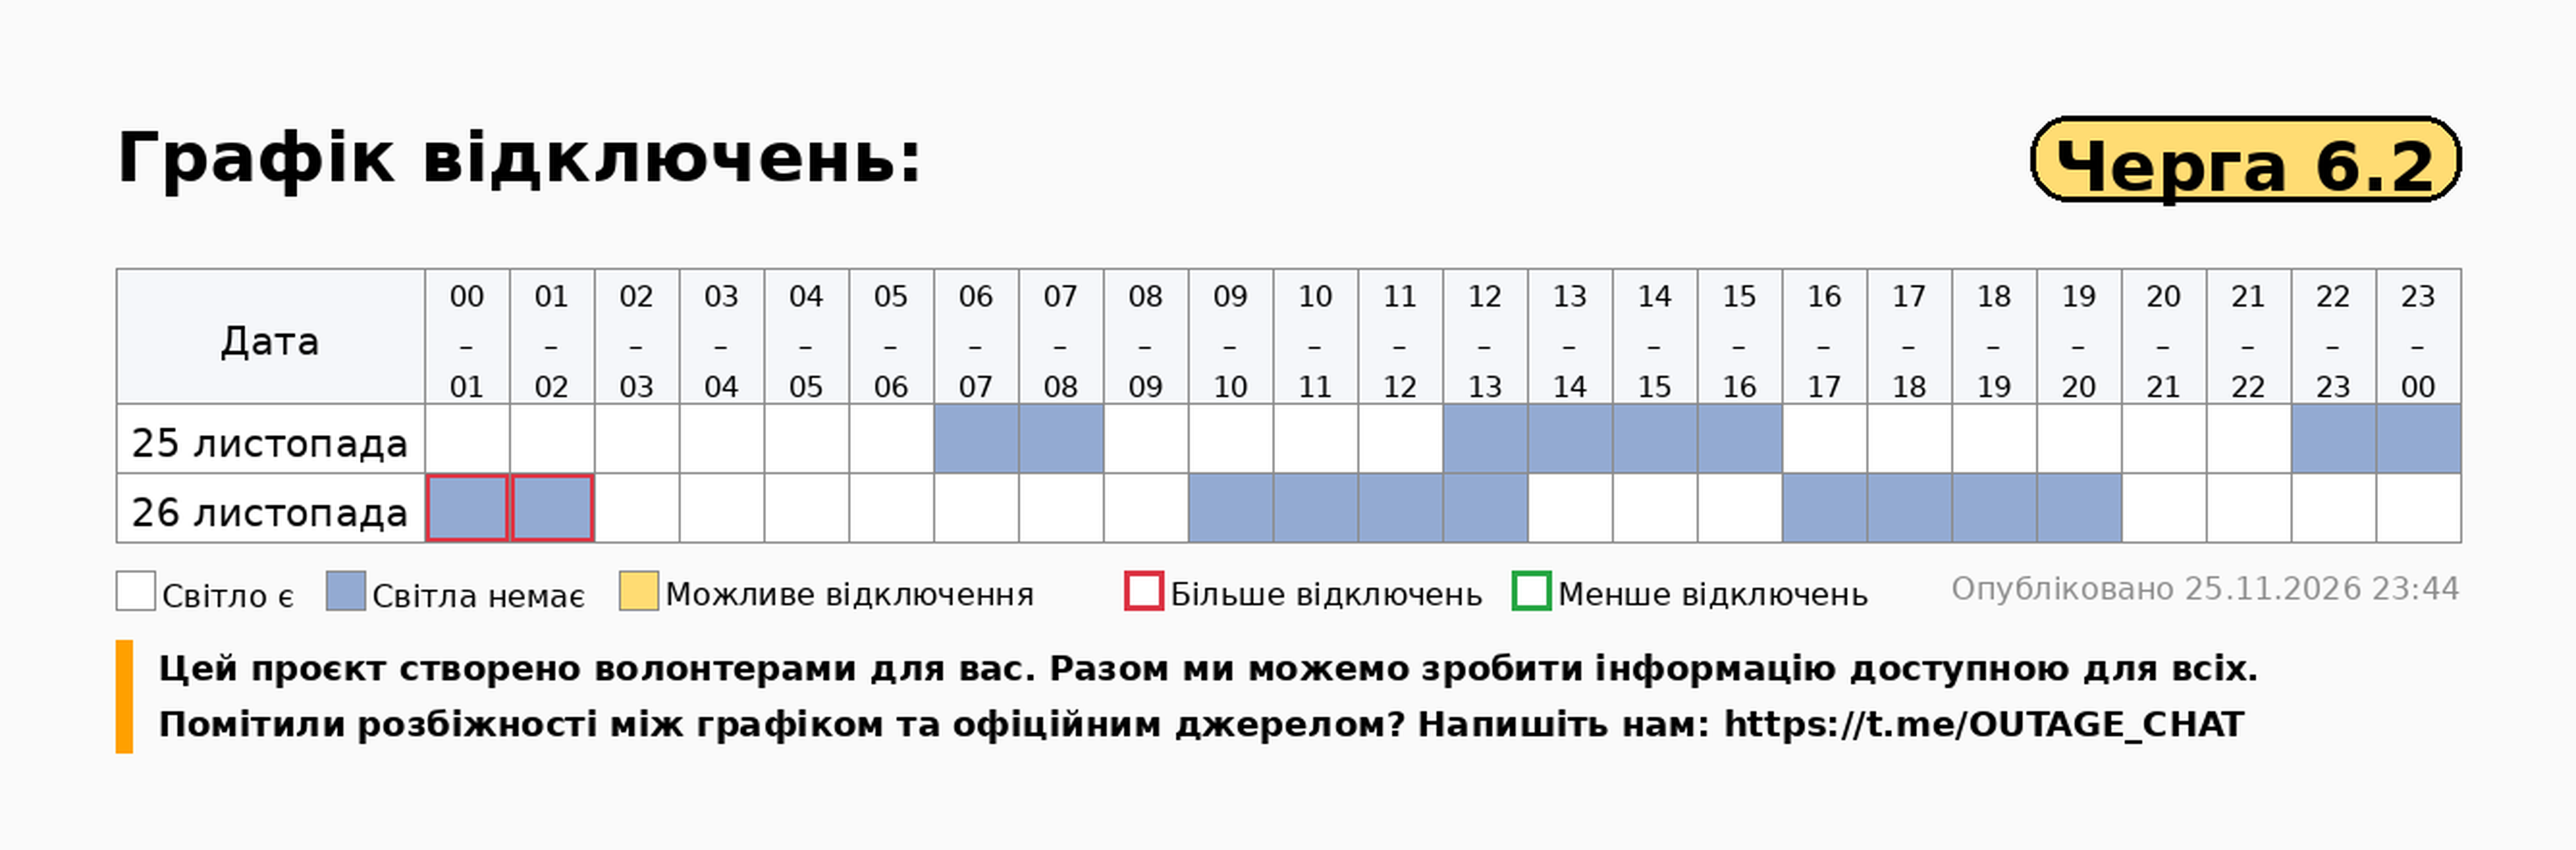 Графік відключень:
Черга 6.2
Дата 00 – 01 01 – 02 02 – 03 03 – 04 04 – 05 05 – 06 06 – 07 07 – 08 08 – 09 09 – 10 10 – 11 11 – 12 12 – 13 13 – 14 14 – 15 15 – 16 16 – 17 17 – 18 18 – 19 19 – 20 20 – 21 21 – 22 22 – 23 23 – 00
25 листопада
26 листопада
Світло є Світла немає Можливе відключення Більше відключень Менше відключень Опубліковано 25.11.2026 23:44
Цей проєкт створено волонтерами для вас. Разом ми можемо зробити інформацію доступною для всіх.
Помітили розбіжності між графіком та офіційним джерелом? Напишіть нам: https://t.me/OUTAGE_CHAT